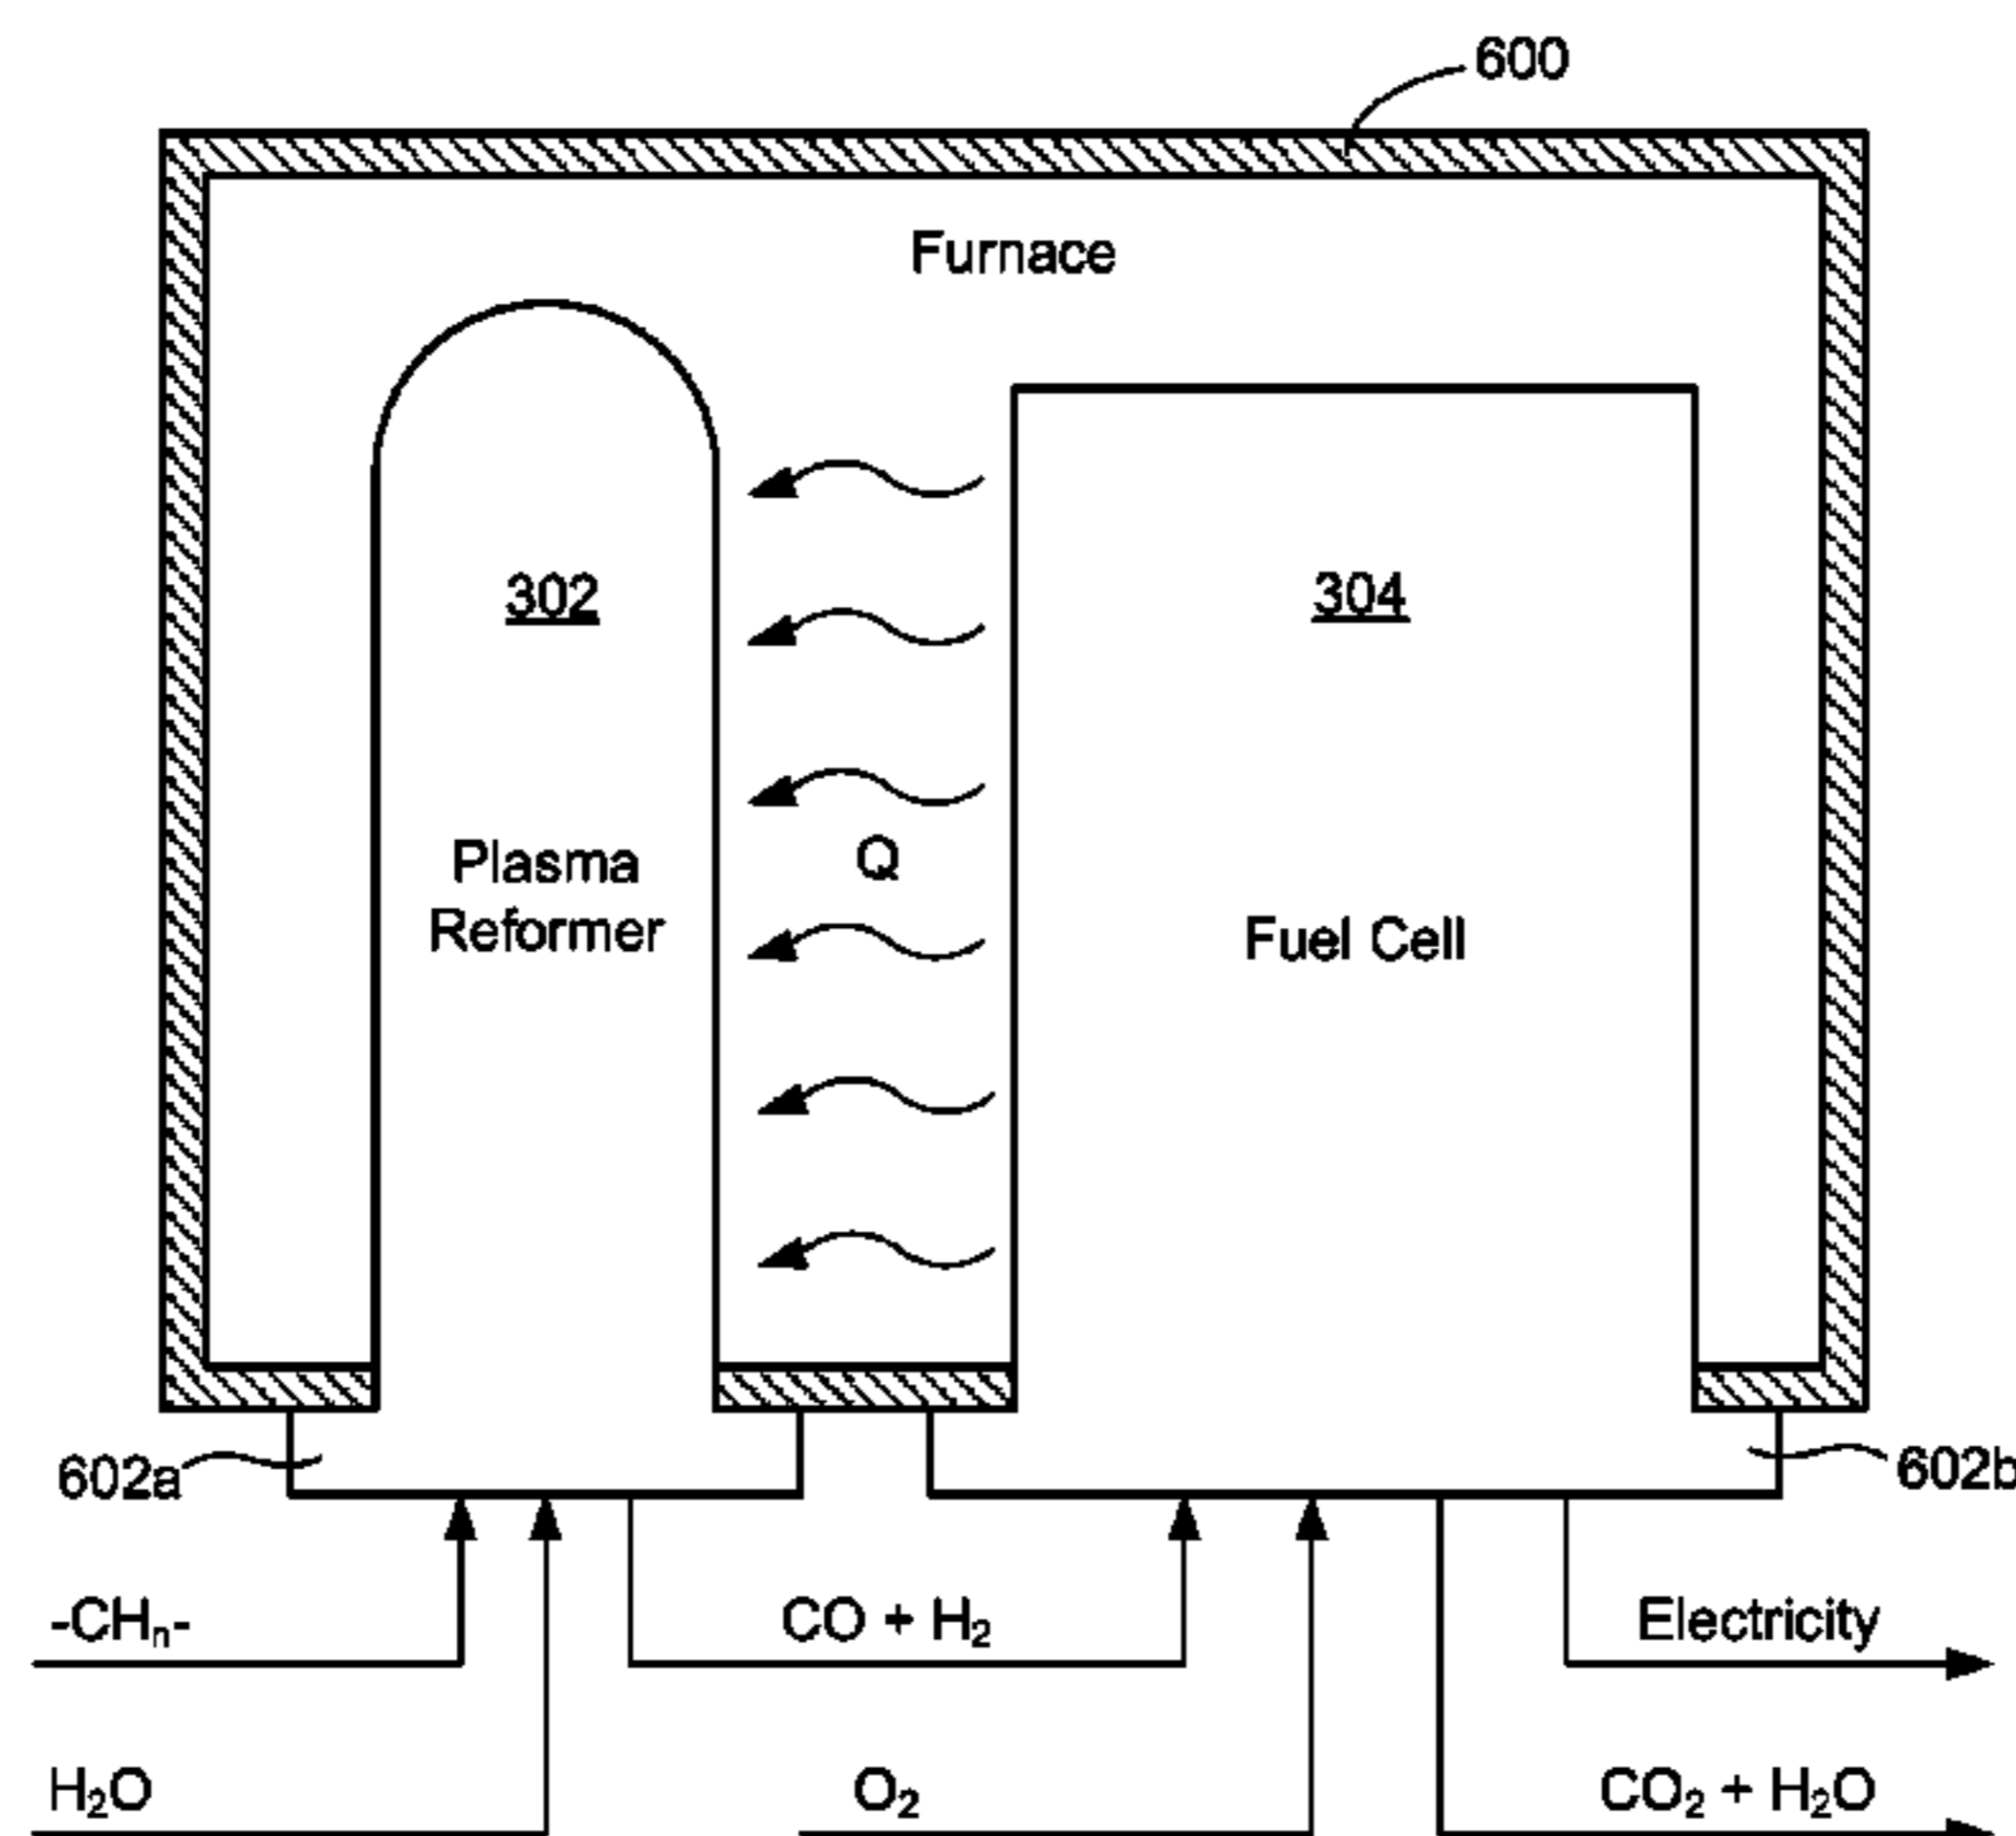 600
Furnace
302
304
Plasma
Reformer
Q
Fuel Cell
602a
602b
-CHₙ-
CO + H₂
Electricity
H₂O
O₂
CO₂ + H₂O